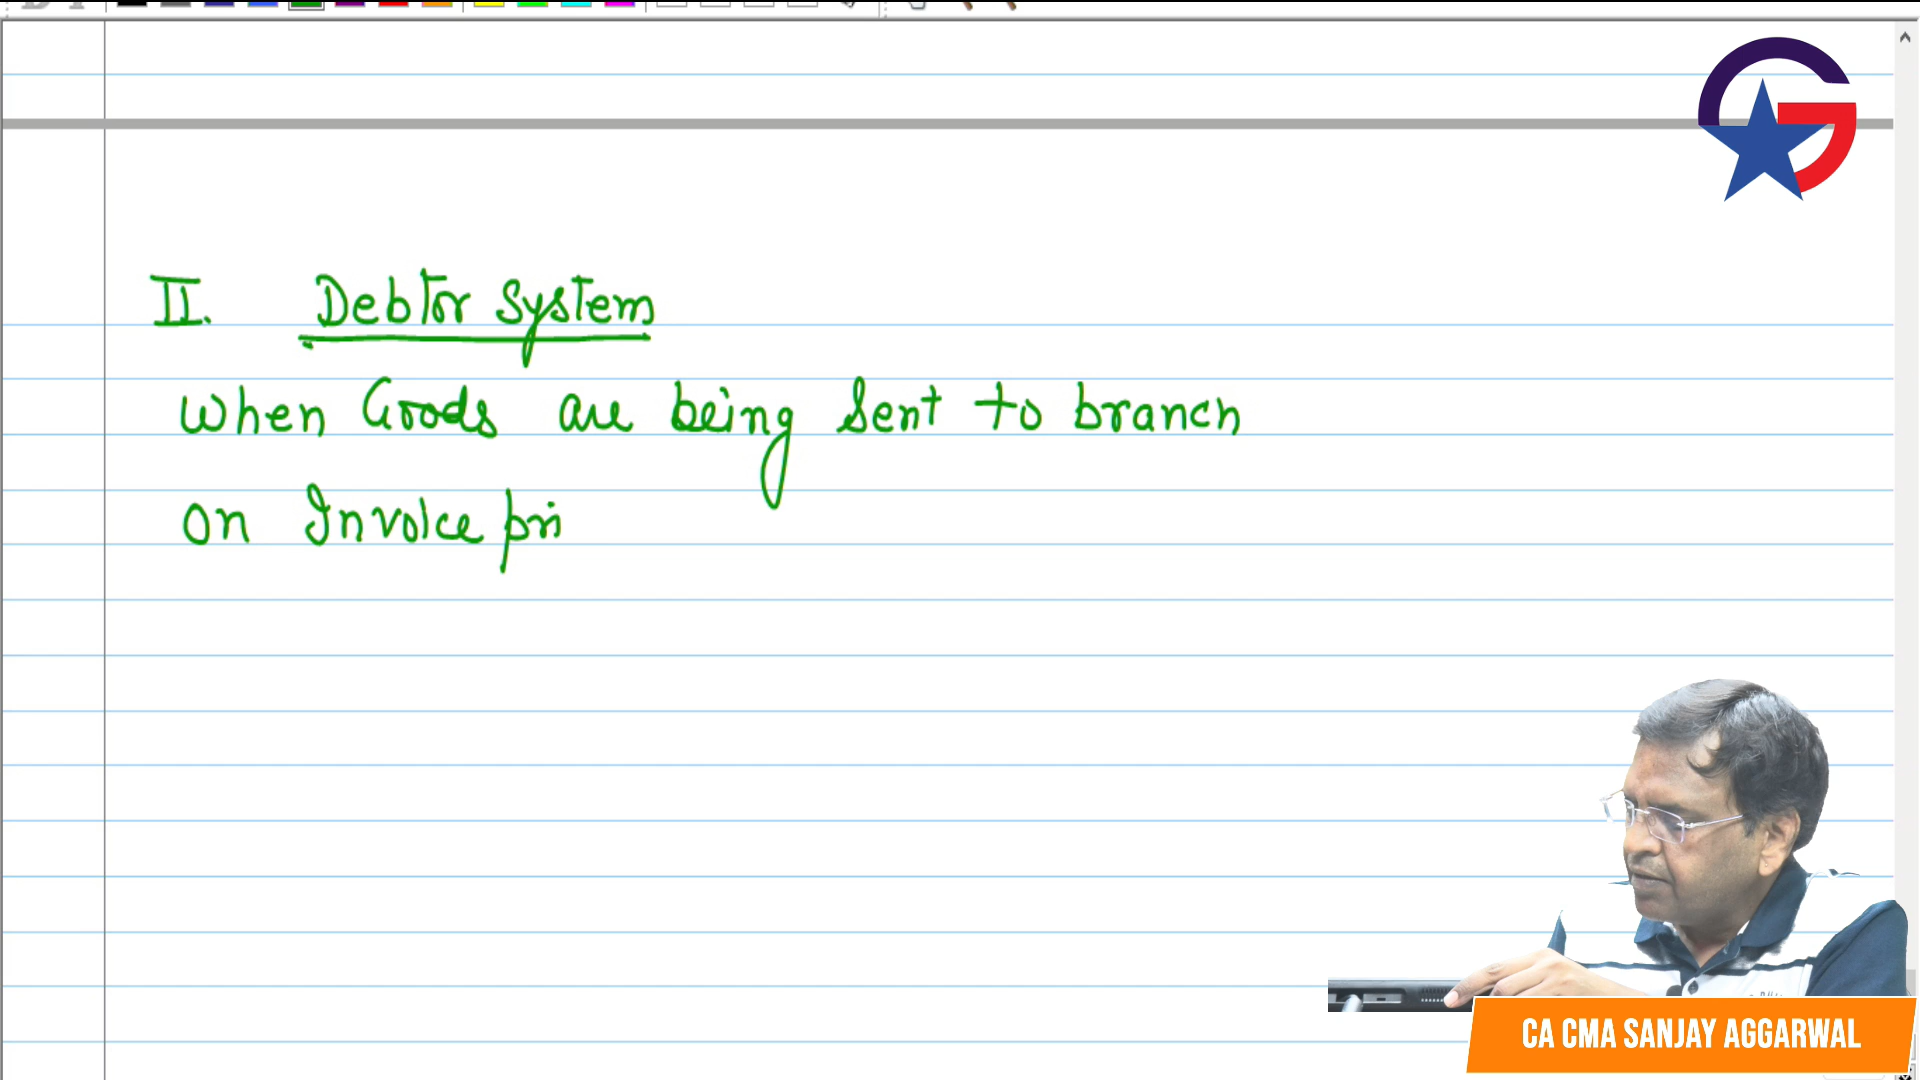 II. Debtor System
When Goods are being Sent to branch
on Invoice pri
CA CMA SANJAY AGGARWAL